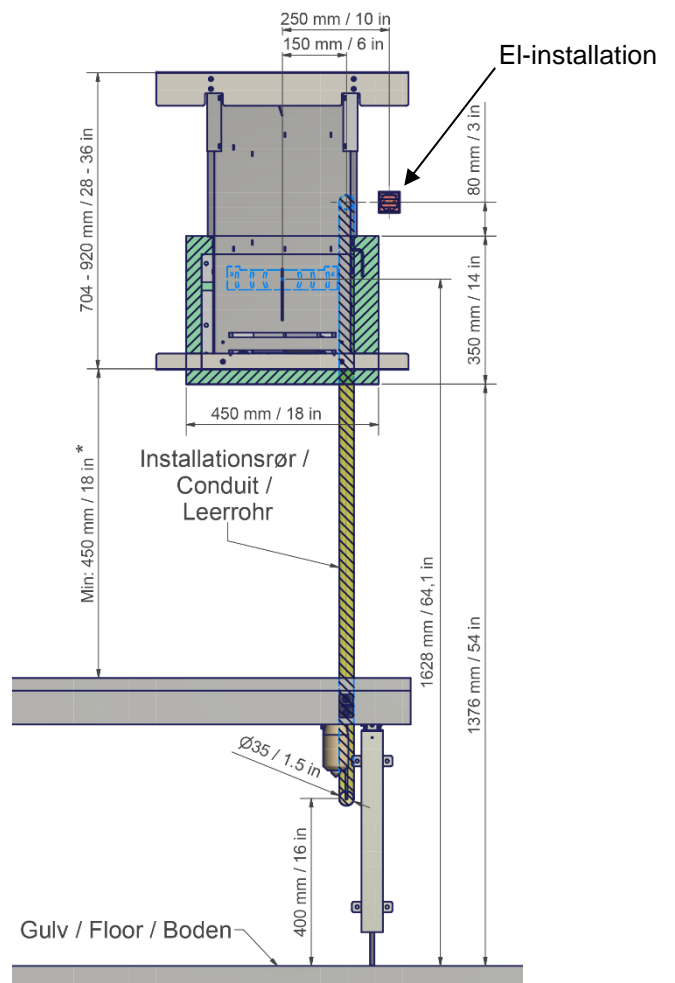 250 mm / 10 in
150 mm / 6 in
El-installation
704 - 920 mm / 28 - 36 in
80 mm / 3 in
350 mm / 14 in
450 mm / 18 in
Installationsrør /
Conduit /
Leerrohr
Min: 450 mm / 18 in*
1628 mm / 64,1 in
1376 mm / 54 in
Ø35 / 1.5 in
400 mm / 16 in
Gulv / Floor / Boden